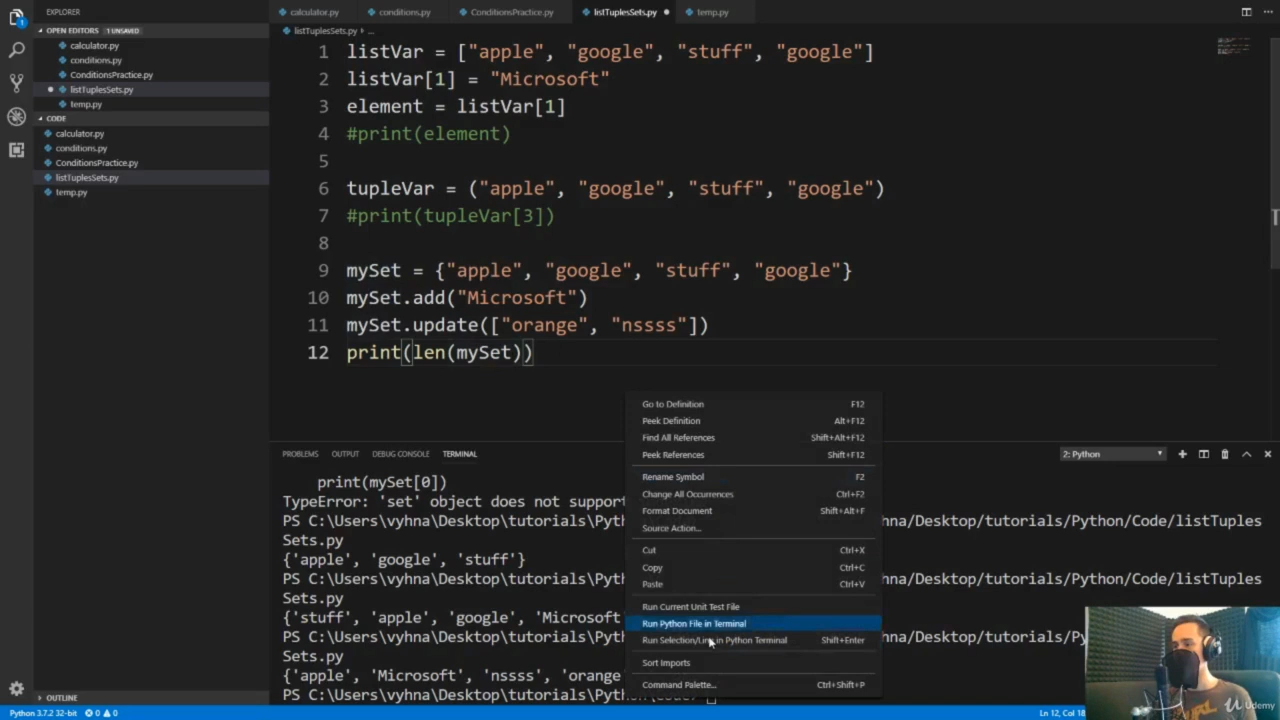 EXPLORER
OPEN EDITORS 1 UNSAVED
calculator.py
conditions.py
ConditionsPractice.py
listTuplesSets.py
temp.py
CODE
calculator.py
conditions.py
ConditionsPractice.py
listTuplesSets.py
temp.py
OUTLINE
calculator.py conditions.py ConditionsPractice.py listTuplesSets.py temp.py
listTuplesSets.py ...
1 listVar = ["apple", "google", "stuff", "google"]
2 listVar[1] = "Microsoft"
3 element = listVar[1]
4 #print(element)
5
6 tupleVar = ("apple", "google", "stuff", "google")
7 #print(tupleVar[3])
8
9 mySet = {"apple", "google", "stuff", "google"}
10 mySet.add("Microsoft")
11 mySet.update(["orange", "nssss"])
12 print(len(mySet))
Go to Definition F12
Peek Definition Alt+F12
Find All References Shift+Alt+F12
Peek References Shift+F12
Rename Symbol F2
Change All Occurrences Ctrl+F2
Format Document Shift+Alt+F
Source Action...
Cut Ctrl+X
Copy Ctrl+C
Paste Ctrl+V
Run Current Unit Test File
Run Python File in Terminal
Run Selection/Line in Python Terminal Shift+Enter
Sort Imports
Command Palette... Ctrl+Shift+P
PROBLEMS OUTPUT DEBUG CONSOLE TERMINAL 2: Python
print(mySet[0])
TypeError: 'set' object does not support
PS C:\Users\vyhna\Desktop\tutorials\Pyth hna/Desktop/tutorials/Python/Code/listTuples
Sets.py
{'apple', 'google', 'stuff'}
PS C:\Users\vyhna\Desktop\tutorials\Pyth hna/Desktop/tutorials/Python/Code/listTuples
Sets.py
{'stuff', 'apple', 'google', 'Microsoft
PS C:\Users\vyhna\Desktop\tutorials\Pyth
Sets.py
{'apple', 'Microsoft', 'nssss', 'orange'
PS C:\Users\vyhna\Desktop\tutorials\Python\Code>
Python 3.7.2 32-bit 0 0 Ln 12, Col 18
Udemy